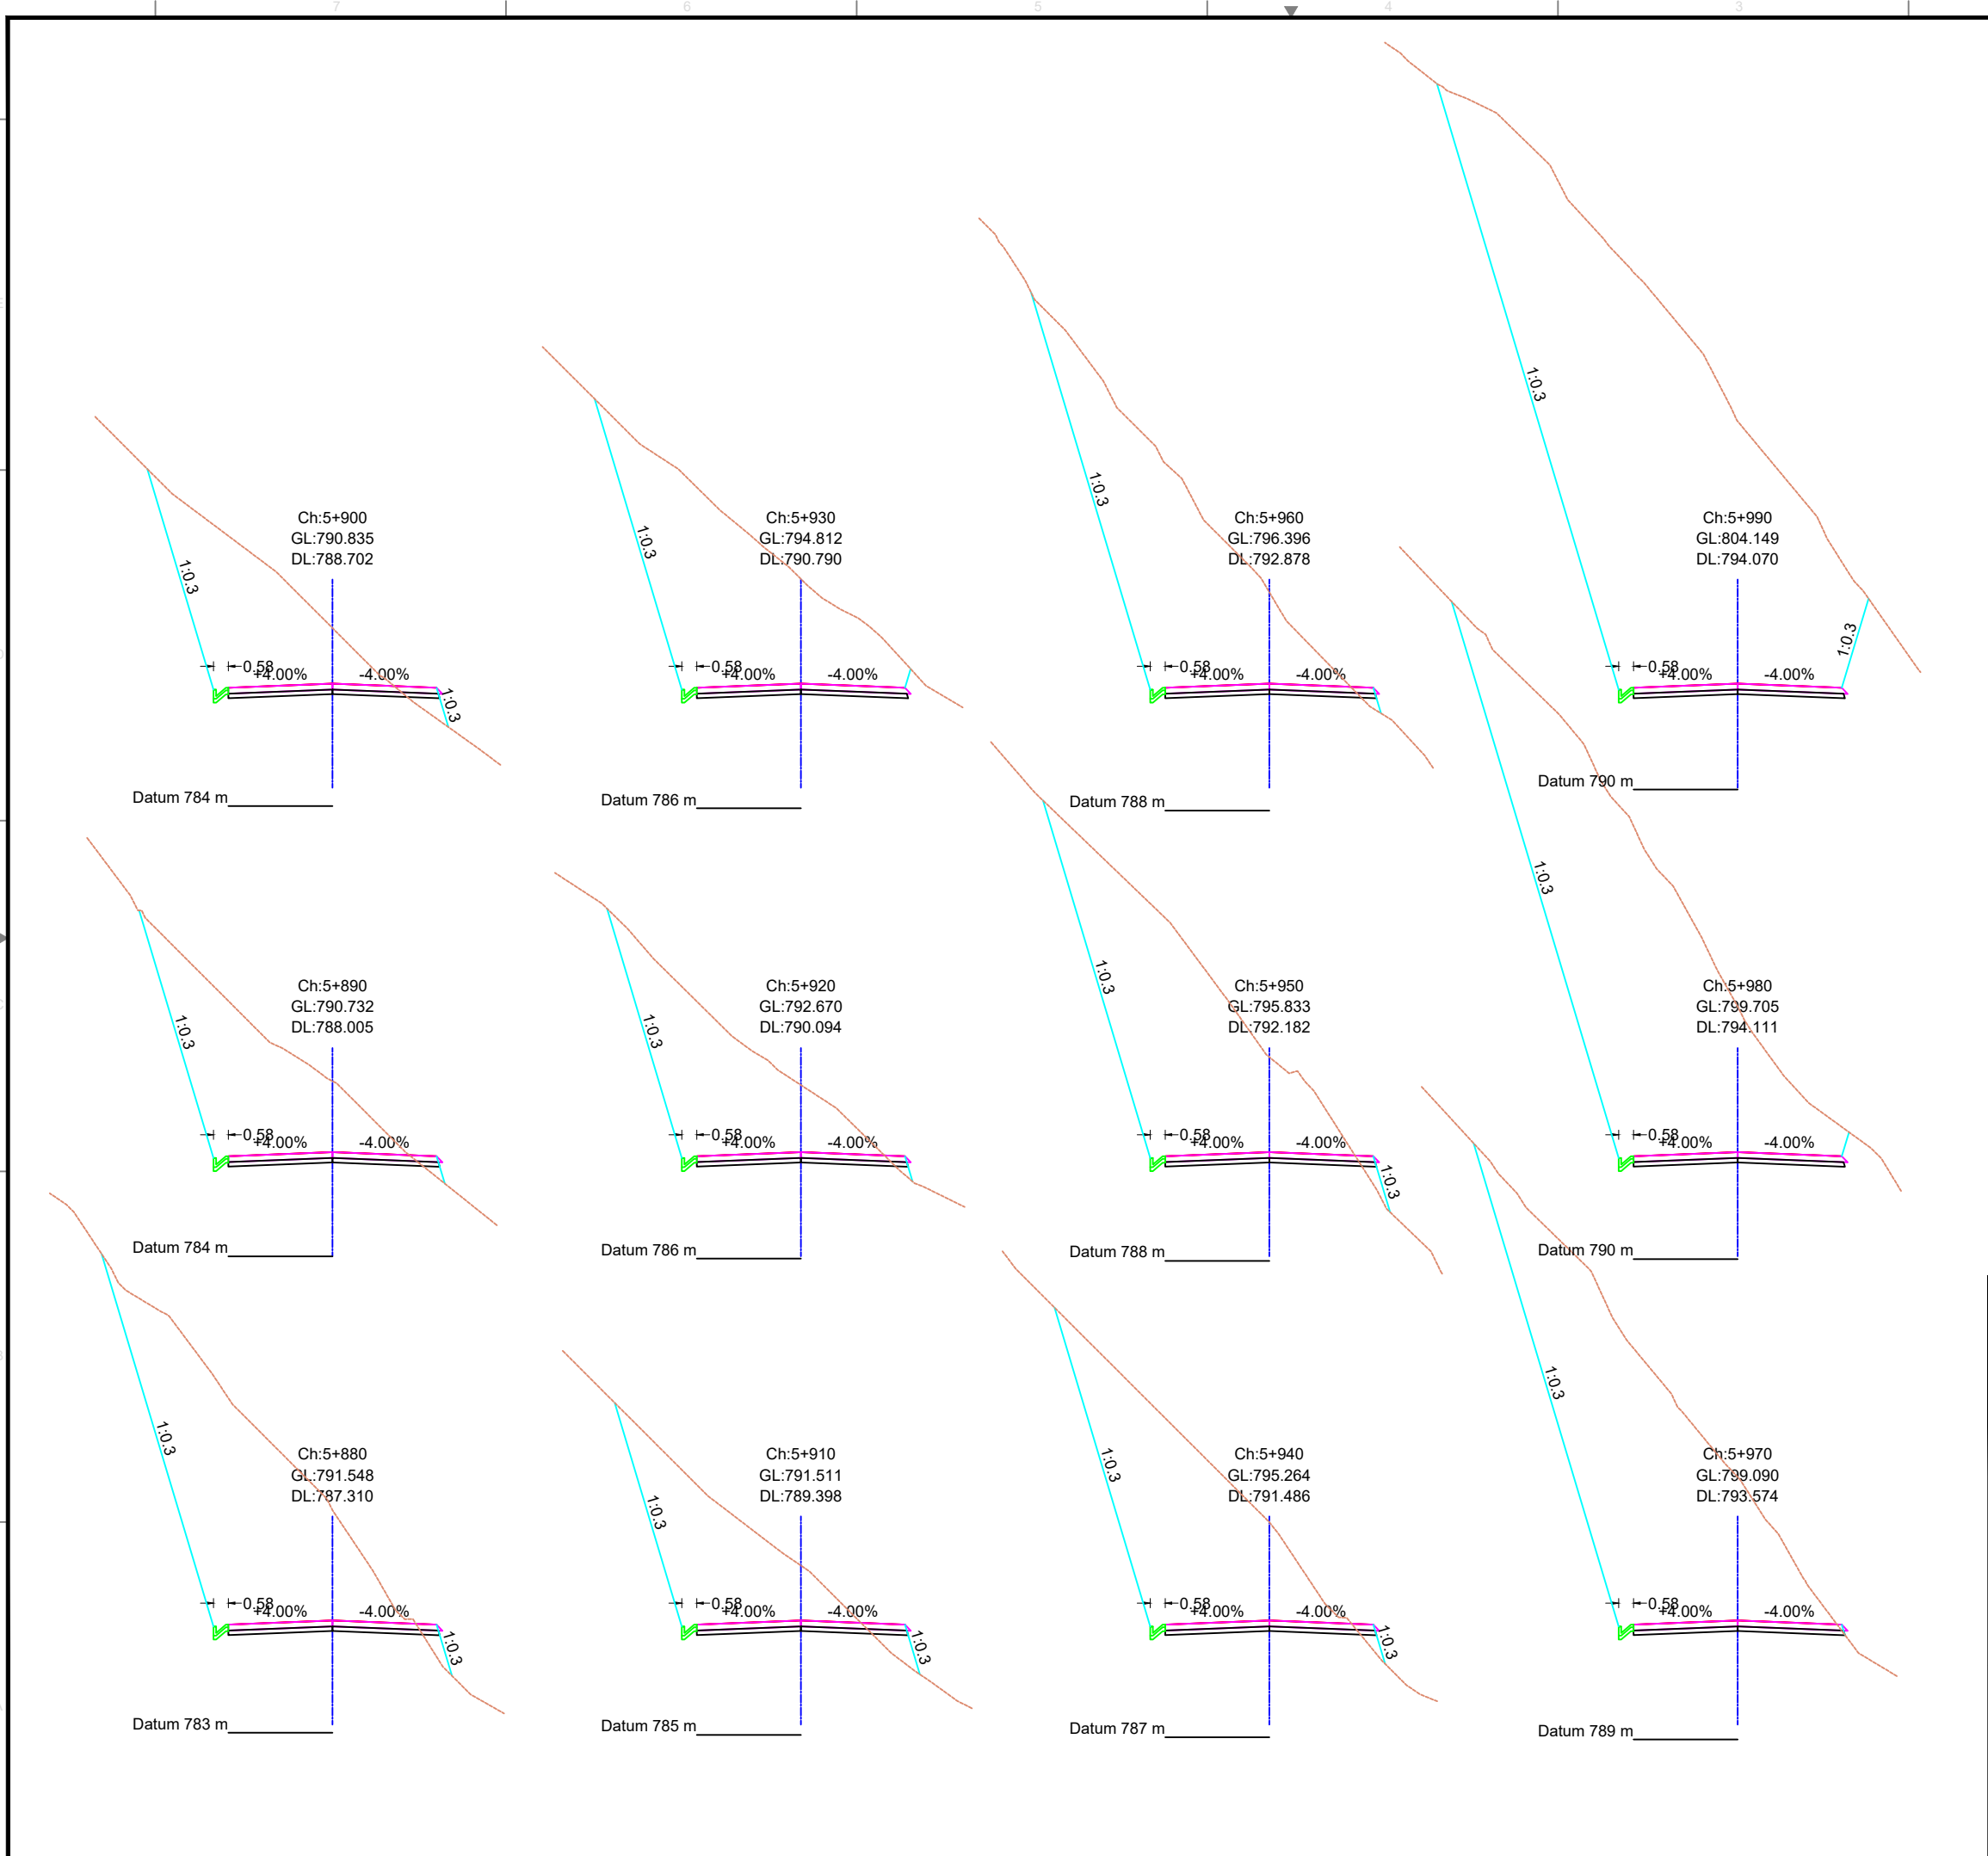 7 6 5 4 3
Ch:5+900
GL:790.835
DL:788.702
1:0.3
0.58
+4.00%
-4.00%
1:0.3
Datum 784 m
Ch:5+930
GL:794.812
DL:790.790
1:0.3
0.58
+4.00%
-4.00%
Datum 786 m
Ch:5+960
GL:796.396
DL:792.878
1:0.3
0.58
+4.00%
-4.00%
Datum 788 m
Ch:5+990
GL:804.149
DL:794.070
1:0.3
0.58
+4.00%
-4.00%
1:0.3
Datum 790 m
Ch:5+890
GL:790.732
DL:788.005
1:0.3
0.58
+4.00%
-4.00%
Datum 784 m
Ch:5+920
GL:792.670
DL:790.094
1:0.3
0.58
+4.00%
-4.00%
Datum 786 m
Ch:5+950
GL:795.833
DL:792.182
1:0.3
0.58
+4.00%
-4.00%
1:0.3
Datum 788 m
Ch:5+980
GL:799.705
DL:794.111
1:0.3
0.58
+4.00%
-4.00%
Datum 790 m
Ch:5+880
GL:791.548
DL:787.310
1:0.3
0.58
+4.00%
-4.00%
1:0.3
Datum 783 m
Ch:5+910
GL:791.511
DL:789.398
1:0.3
0.58
+4.00%
-4.00%
1:0.3
Datum 785 m
Ch:5+940
GL:795.264
DL:791.486
1:0.3
0.58
+4.00%
-4.00%
1:0.3
Datum 787 m
Ch:5+970
GL:799.090
DL:793.574
1:0.3
0.58
+4.00%
-4.00%
Datum 789 m